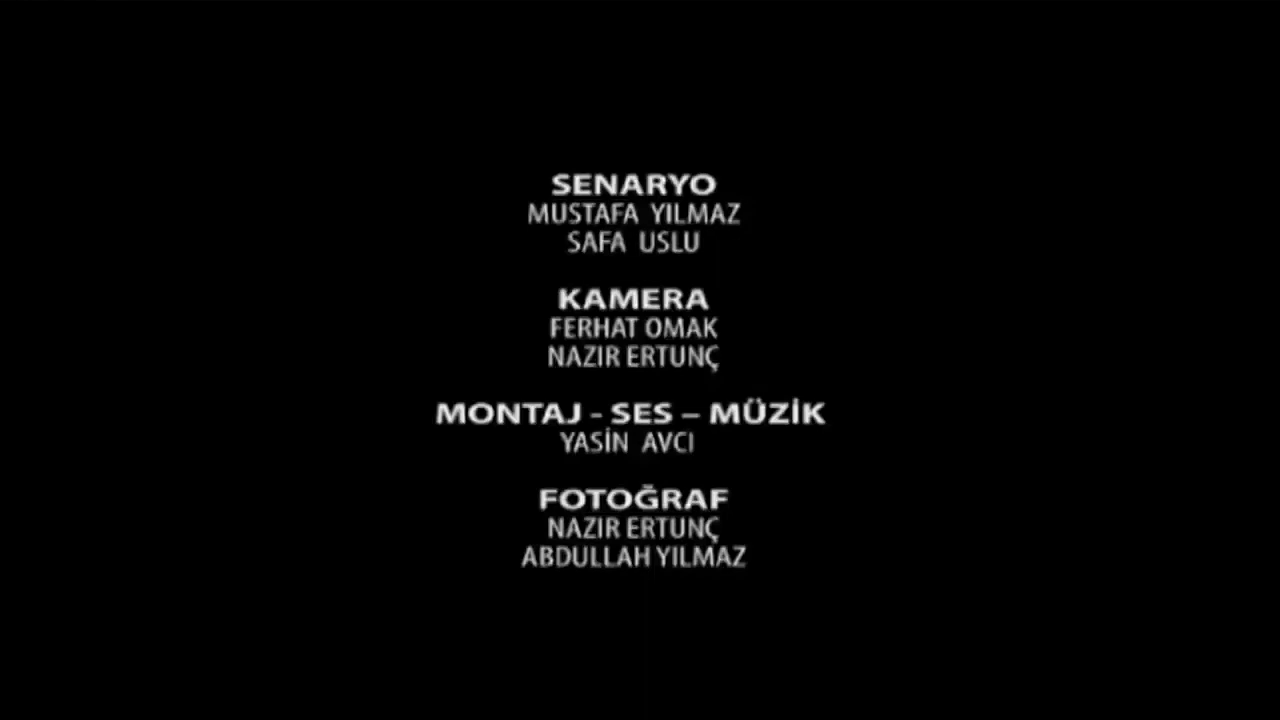 SENARYO
MUSTAFA YILMAZ
SAFA USLU
KAMERA
FERHAT OMAK
NAZIR ERTUNÇ
MONTAJ - SES – MÜZİK
YASİN AVCI
FOTOĞRAF
NAZIR ERTUNÇ
ABDULLAH YILMAZ